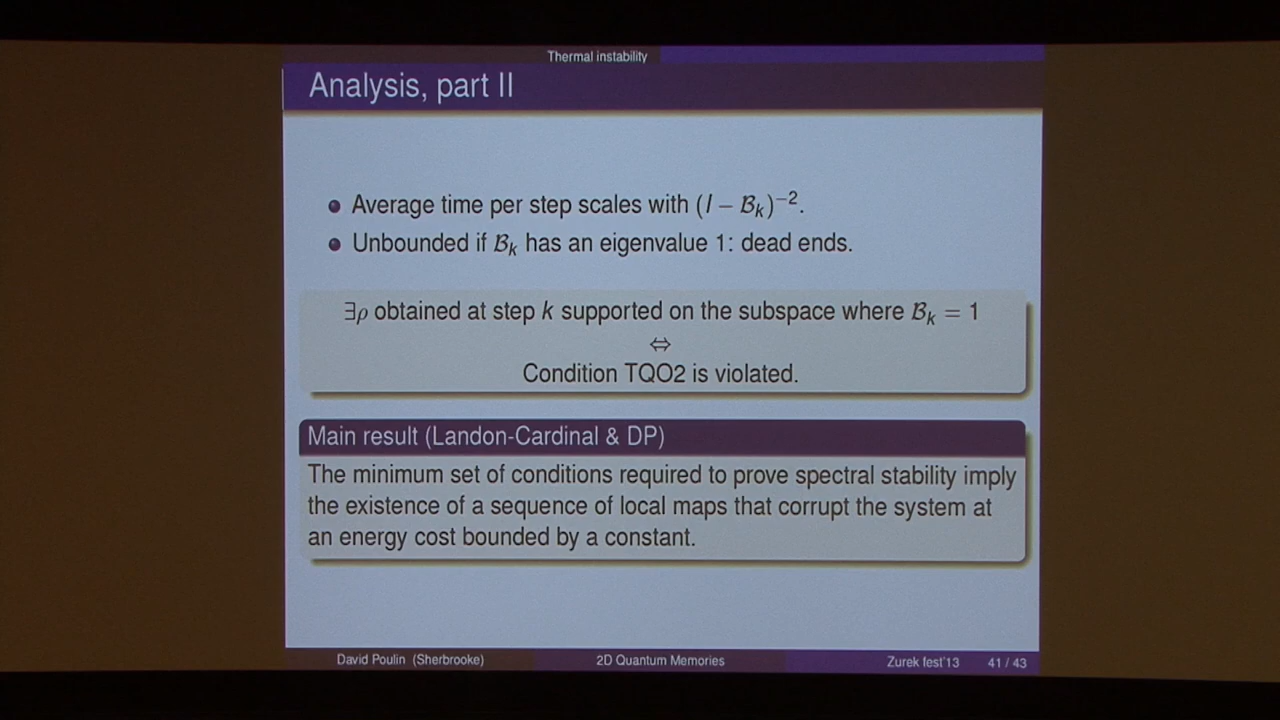 Thermal instability
Analysis, part II
Average time per step scales with (I − ℬₖ)⁻².
Unbounded if ℬₖ has an eigenvalue 1: dead ends.
∃ρ obtained at step k supported on the subspace where ℬₖ = 1
⇔
Condition TQO2 is violated.
Main result (Landon-Cardinal & DP)
The minimum set of conditions required to prove spectral stability imply
the existence of a sequence of local maps that corrupt the system at
an energy cost bounded by a constant.
David Poulin (Sherbrooke) 2D Quantum Memories Zurek fest'13 41 / 43